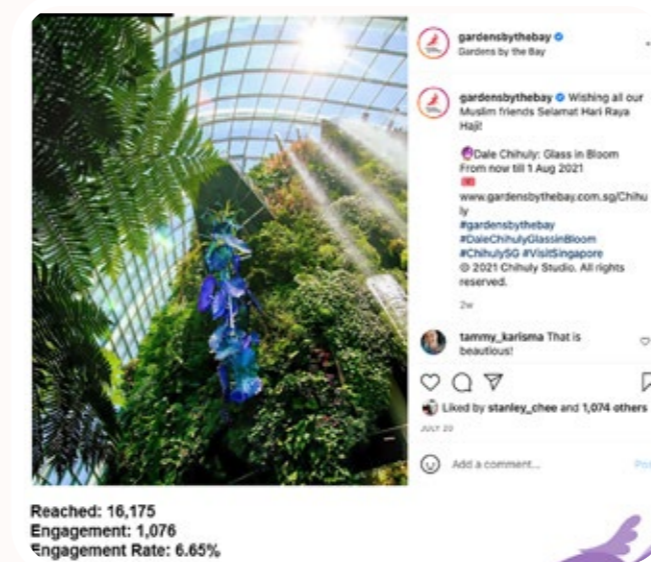 gardensbythebay
Gardens by the Bay
gardensbythebay Wishing all our
Muslim friends Selamat Hari Raya
Haji!
Dale Chihuly: Glass in Bloom
From now till 1 Aug 2021
www.gardensbythebay.com.sg/Chihu
ly
#gardensbythebay
#DaleChihulyGlassinBloom
#ChihulySG #VisitSingapore
© 2021 Chihuly Studio. All rights
reserved.
2w
tammy_karisma That is
beautious!
Liked by stanley_chee and 1,074 others
JULY 20
Add a comment...
Reached: 16,175
Engagement: 1,076
Engagement Rate: 6.65%